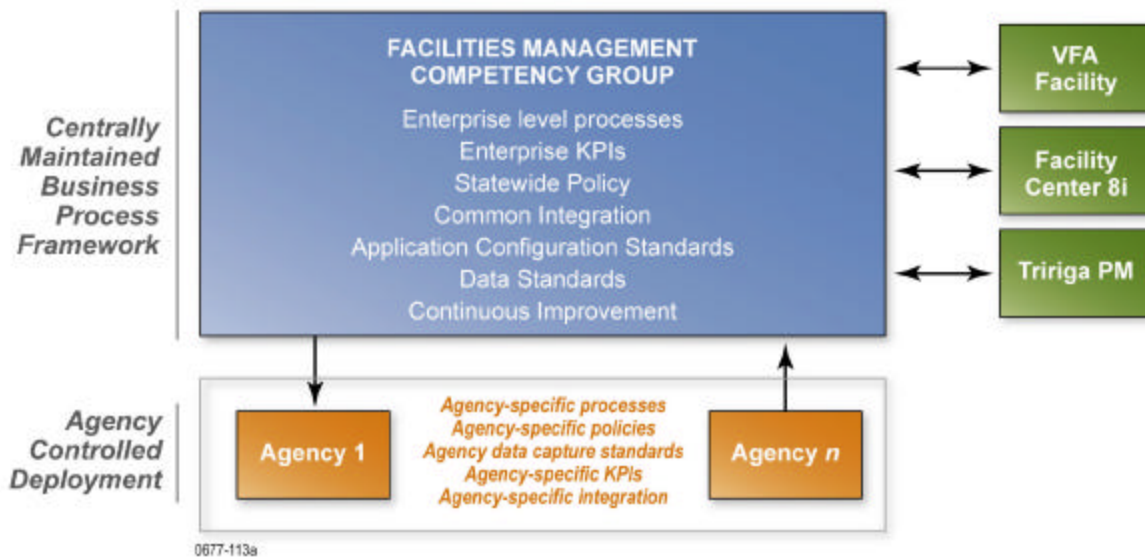 FACILITIES MANAGEMENT
COMPETENCY GROUP
Enterprise level processes
Enterprise KPIs
Statewide Policy
Common Integration
Application Configuration Standards
Data Standards
Continuous Improvement
VFA
Facility
Facility
Center 8i
Tririga PM
Centrally
Maintained
Business
Process
Framework
Agency
Controlled
Deployment
Agency 1
Agency-specific processes
Agency-specific policies
Agency data capture standards
Agency-specific KPIs
Agency-specific integration
Agency n
0677-113a